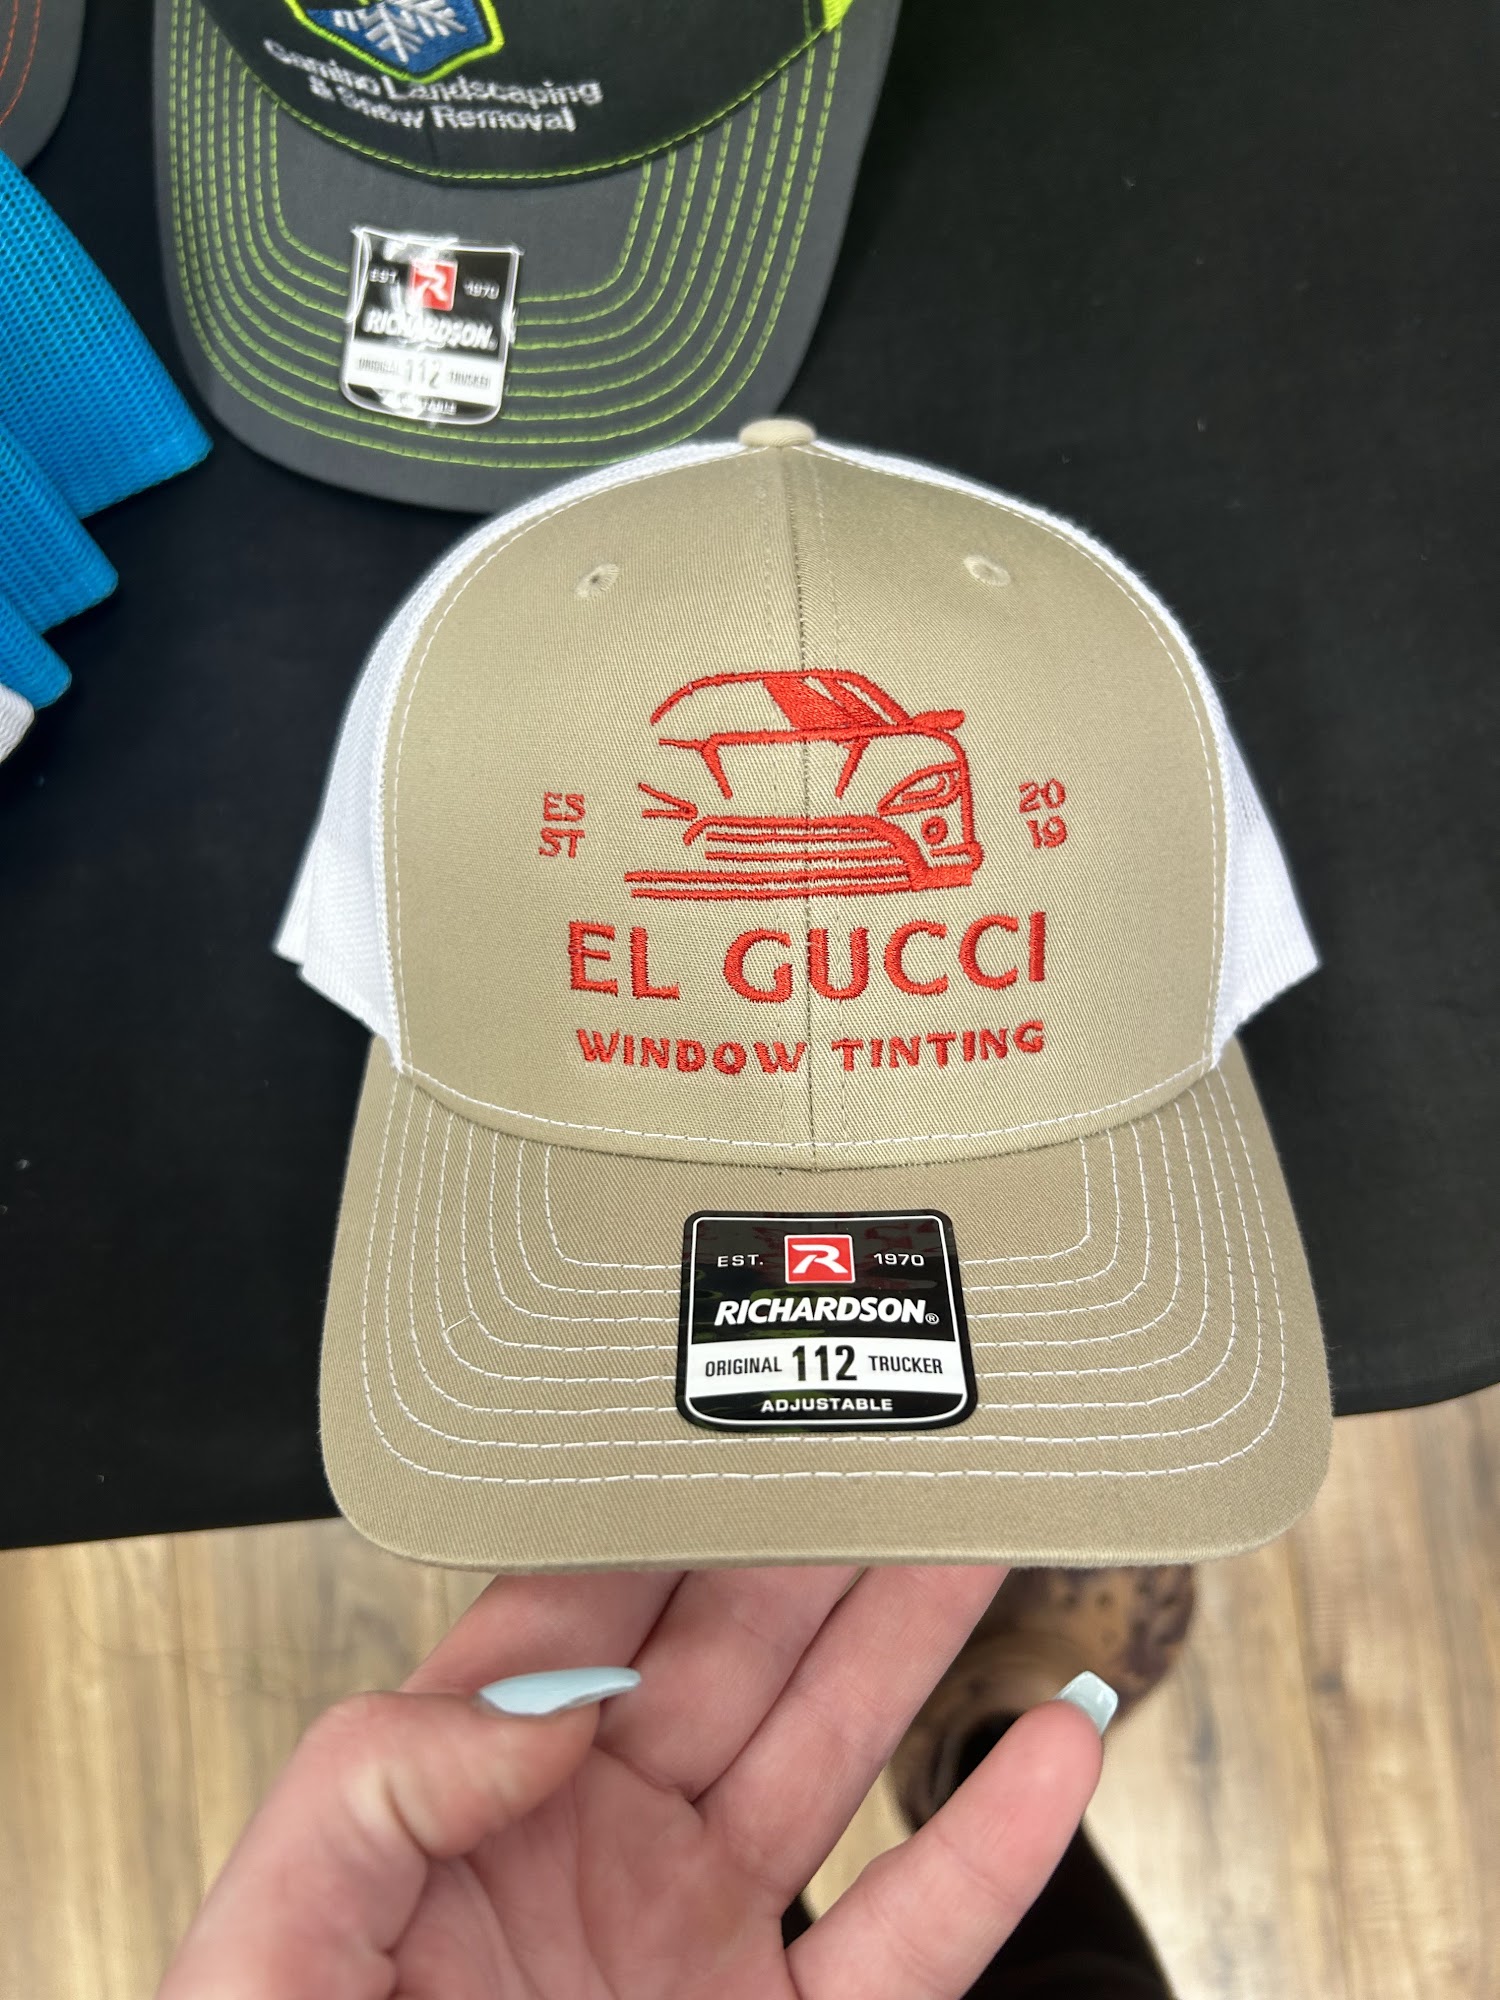 Camino Landscaping
& Snow Removal
EST. R 1970
RICHARDSON
ORIGINAL 112 TRUCKER
ADJUSTABLE
ES 20
ST 19
EL GUCCI
WINDOW TINTING
EST. R 1970
RICHARDSON®
ORIGINAL 112 TRUCKER
ADJUSTABLE